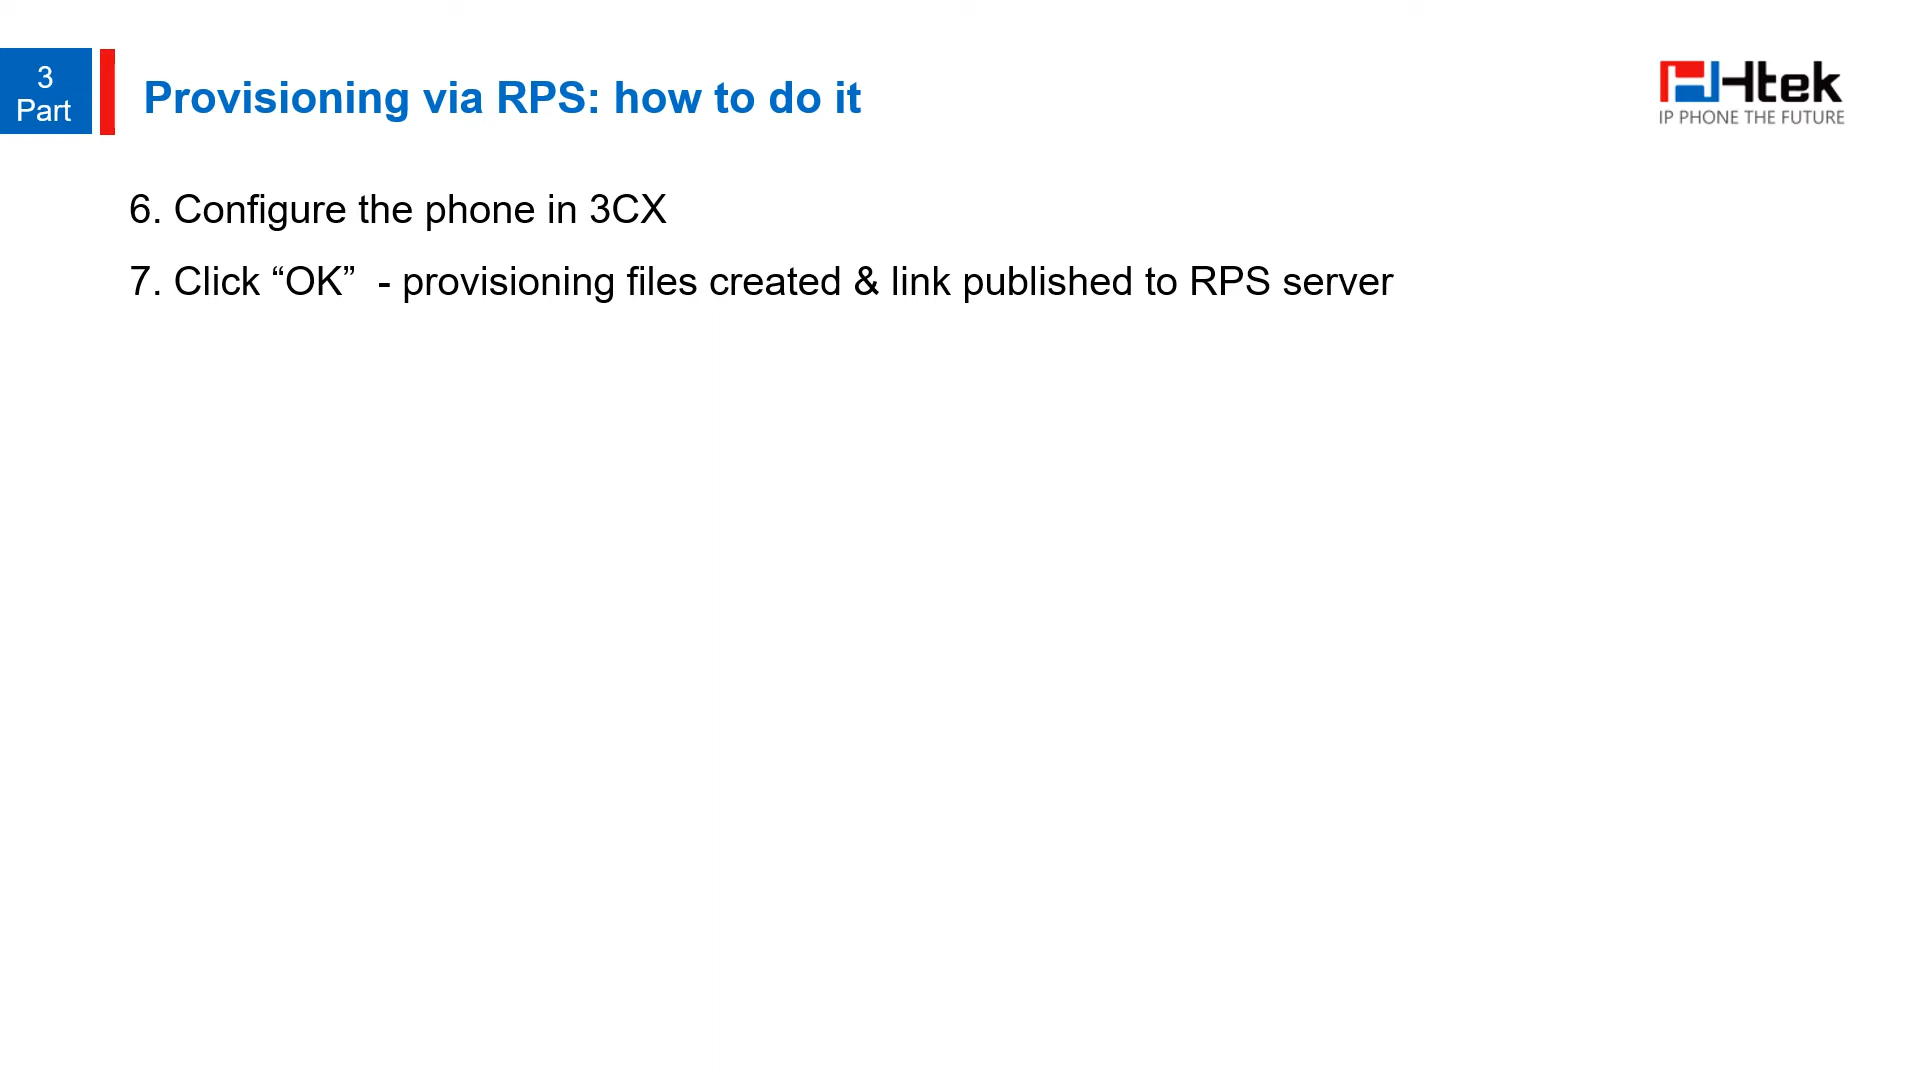 3
Part
Provisioning via RPS: how to do it
Htek
IP PHONE THE FUTURE
6. Configure the phone in 3CX
7. Click “OK”  - provisioning files created & link published to RPS server